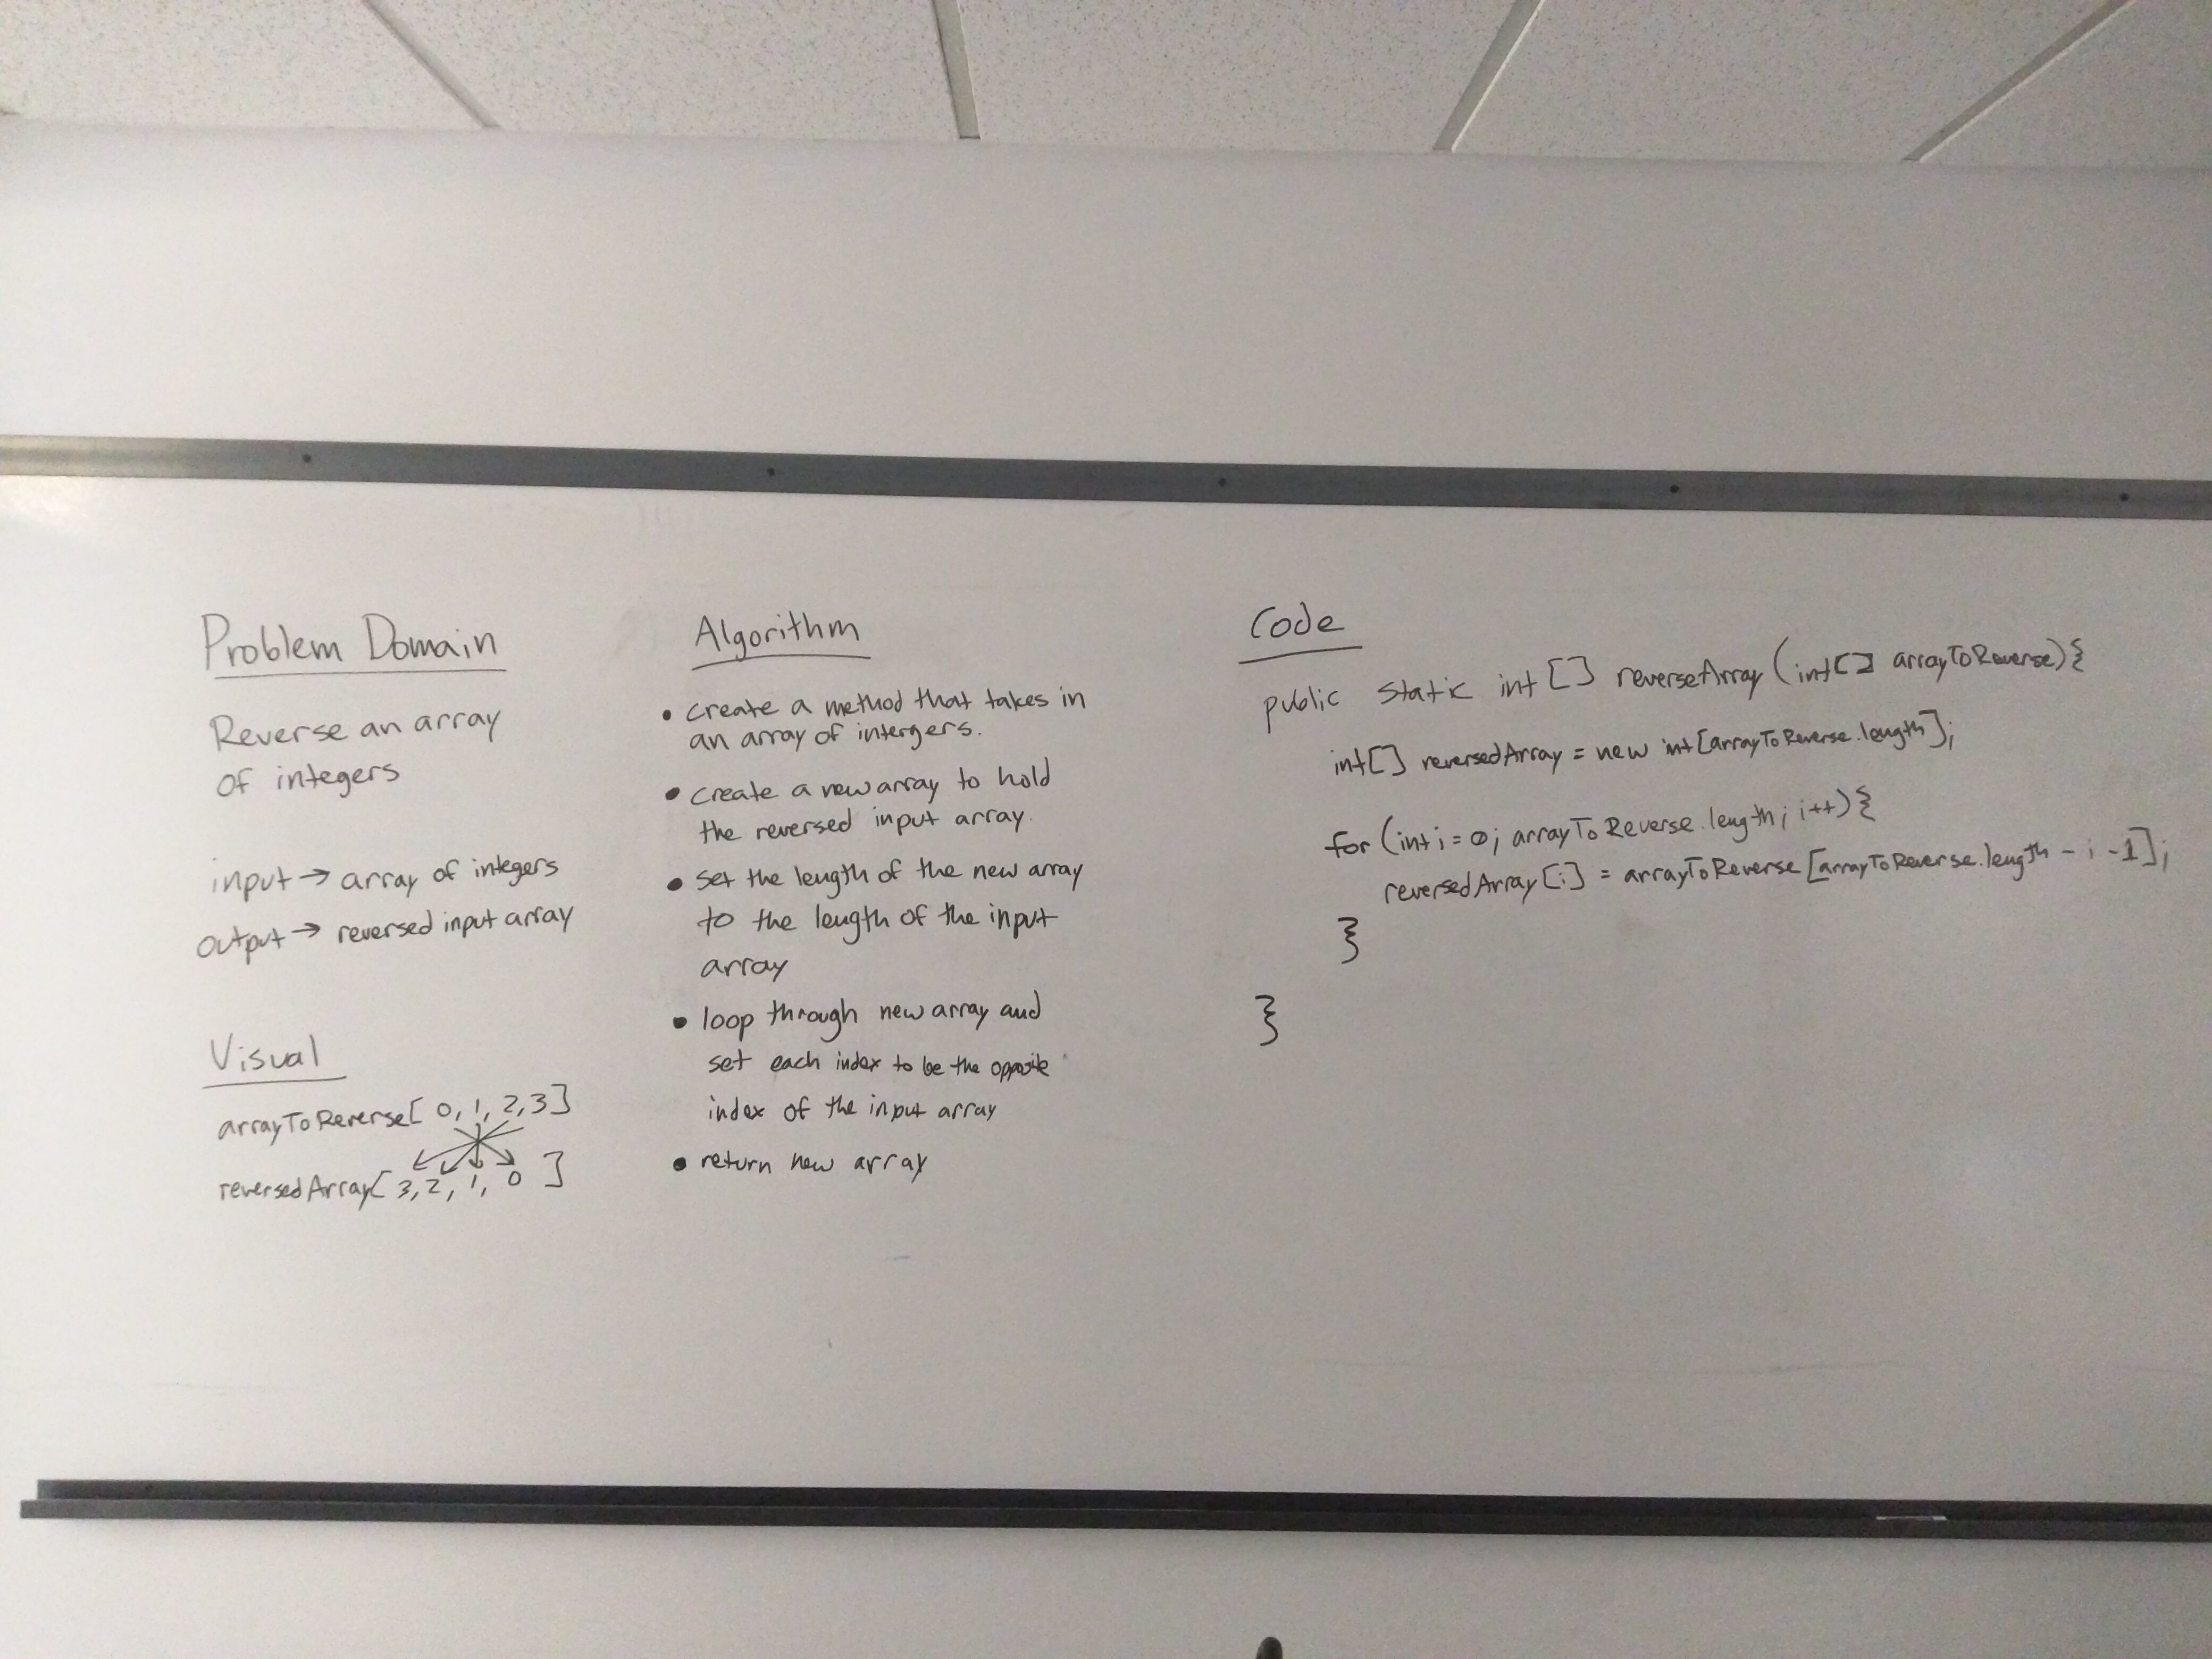 Problem Domain
Reverse an array
of integers
input → array of integers
output → reversed input array
Visual
arrayToReverse[ 0, 1, 2, 3 ]
reversedArray[ 3, 2, 1, 0 ]
Algorithm
• create a method that takes in
an array of intergers.
• create a new array to hold
the reversed input array.
• set the length of the new array
to the length of the input
array
• loop through new array and
set each index to be the opposite
index of the input array
• return new array
Code
public static int [] reverseArray (int[] arrayToReverse){
int[] reversedArray = new int[arrayToReverse.length];
for (int i = 0; arrayToReverse.length; i++){
reversedArray [i] = arrayToReverse [arrayToReverse.length - i - 1];
}
}